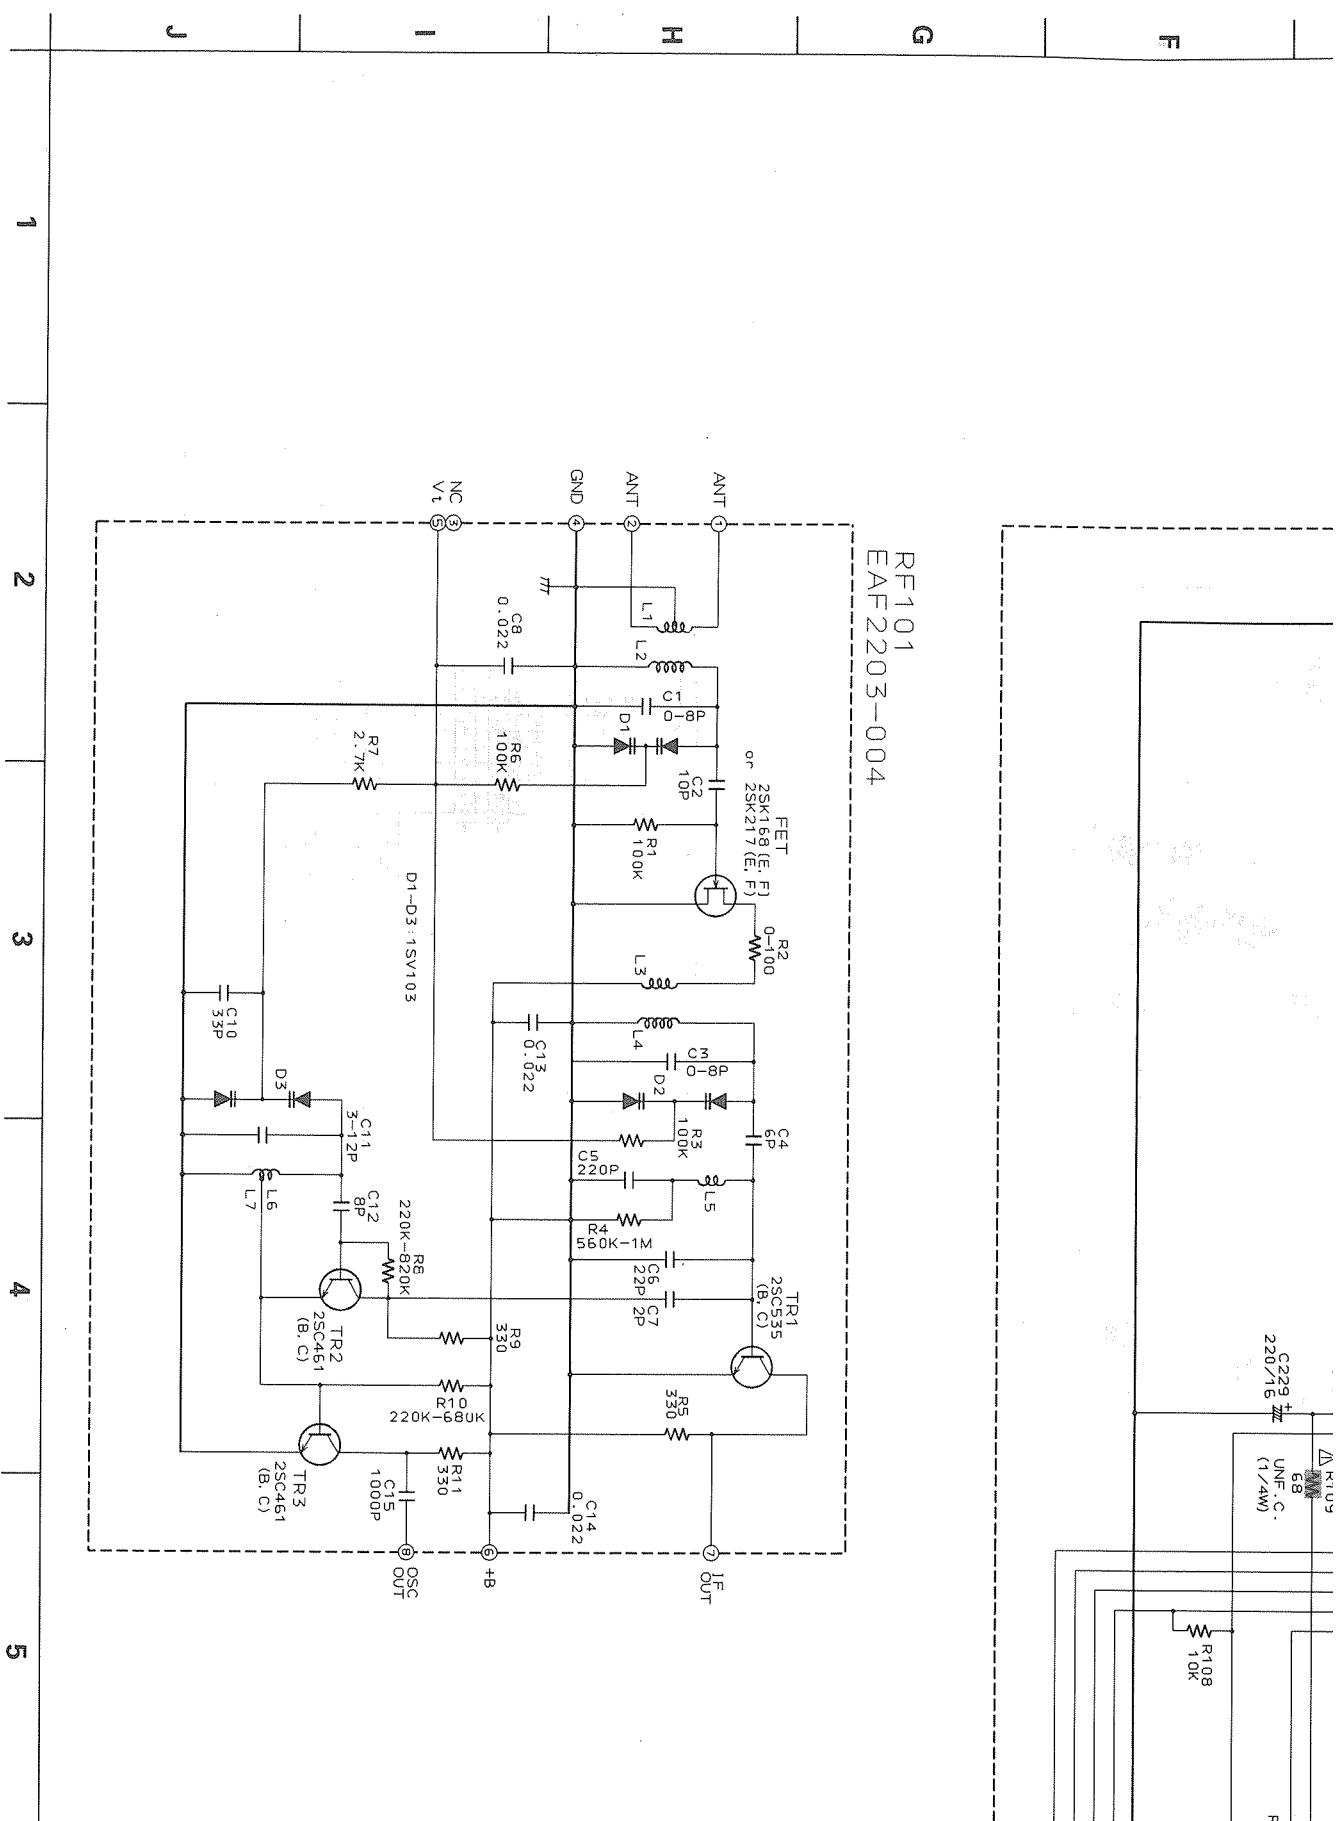 J
I
H
G
F
1
2
3
4
5
RF101
EAF2203-004
ANT
1
ANT
2
GND
4
NC
3
Vt
5
L1
L2
C8
0.022
C1
0-8P
D1
C2
10P
R6
100K
R7
2.7K
R1
100K
FET
2SK168 (E, F)
or 2SK217 (E, F)
R2
0-100
L3
L4
C13
0.022
C3
0-8P
D2
D1-D3:1SV103
C10
33P
D3
R3
100K
C4
6P
C5
220P
L5
R4
560K-1M
C6
22P
C7
2P
TR1
2SC535
(B, C)
C11
3-12P
L6
L7
C12
8P
R8
220K-820K
TR2
2SC461
(B, C)
R9
330
R10
220K-680K
R5
330
R11
330
TR3
2SC461
(B, C)
C15
1000P
C14
0.022
8
OSC
OUT
6
+B
7
IF
OUT
C229
220/16
+
R109
68
UNF.C.
(1/4W)
R108
10K